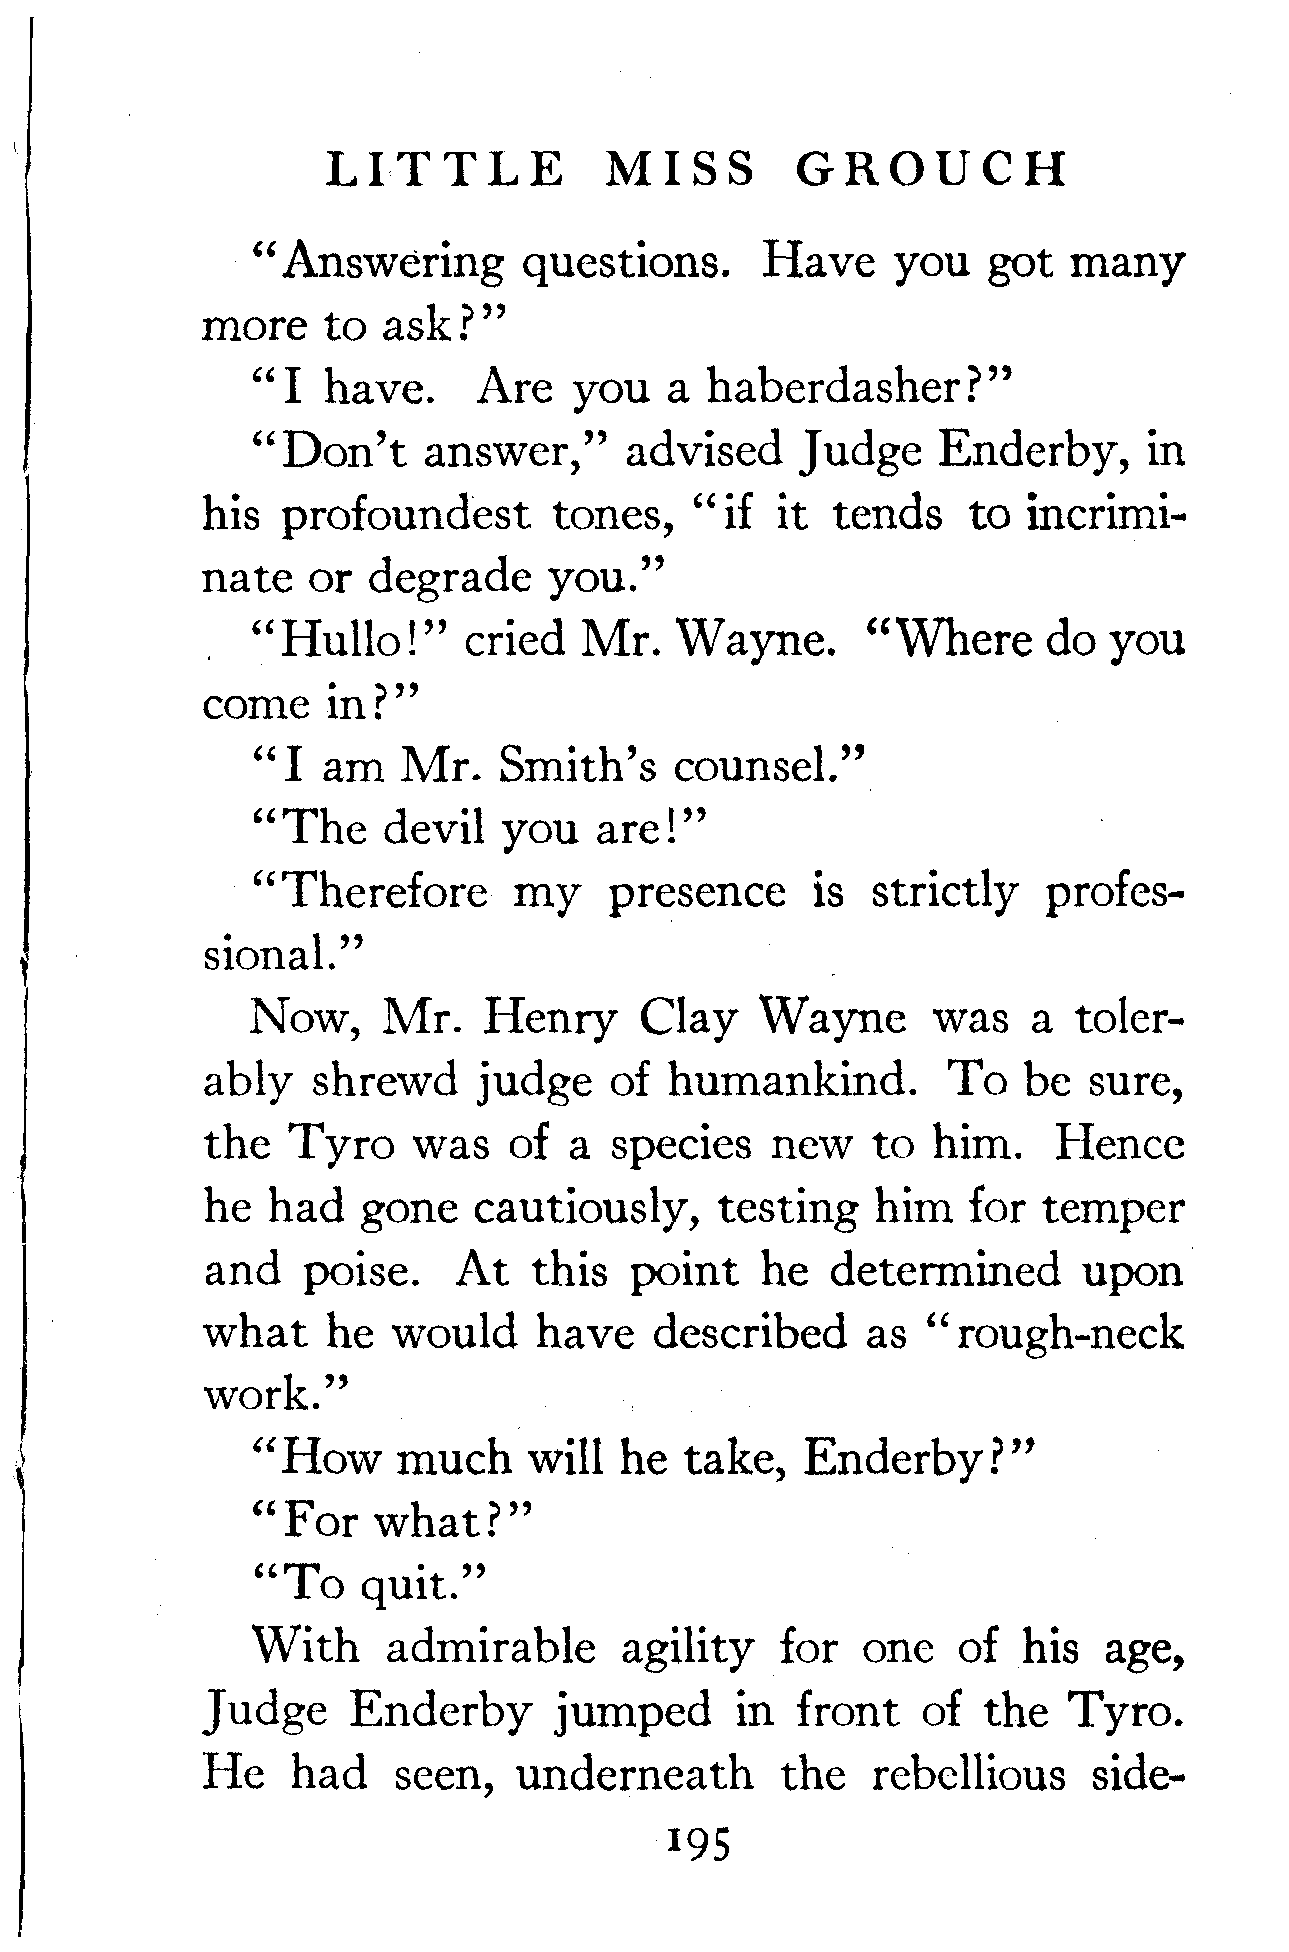 LITTLE MISS GROUCH
“Answering questions. Have you got many
more to ask?”
“I have. Are you a haberdasher?”
“Don’t answer,” advised Judge Enderby, in
his profoundest tones, “if it tends to incrimi-
nate or degrade you.”
“Hullo!” cried Mr. Wayne. “Where do you
come in?”
“I am Mr. Smith’s counsel.”
“The devil you are!”
“Therefore my presence is strictly profes-
sional.”
Now, Mr. Henry Clay Wayne was a toler-
ably shrewd judge of humankind. To be sure,
the Tyro was of a species new to him. Hence
he had gone cautiously, testing him for temper
and poise. At this point he determined upon
what he would have described as “rough-neck
work.”
“How much will he take, Enderby?”
“For what?”
“To quit.”
With admirable agility for one of his age,
Judge Enderby jumped in front of the Tyro.
He had seen, underneath the rebellious side-
195